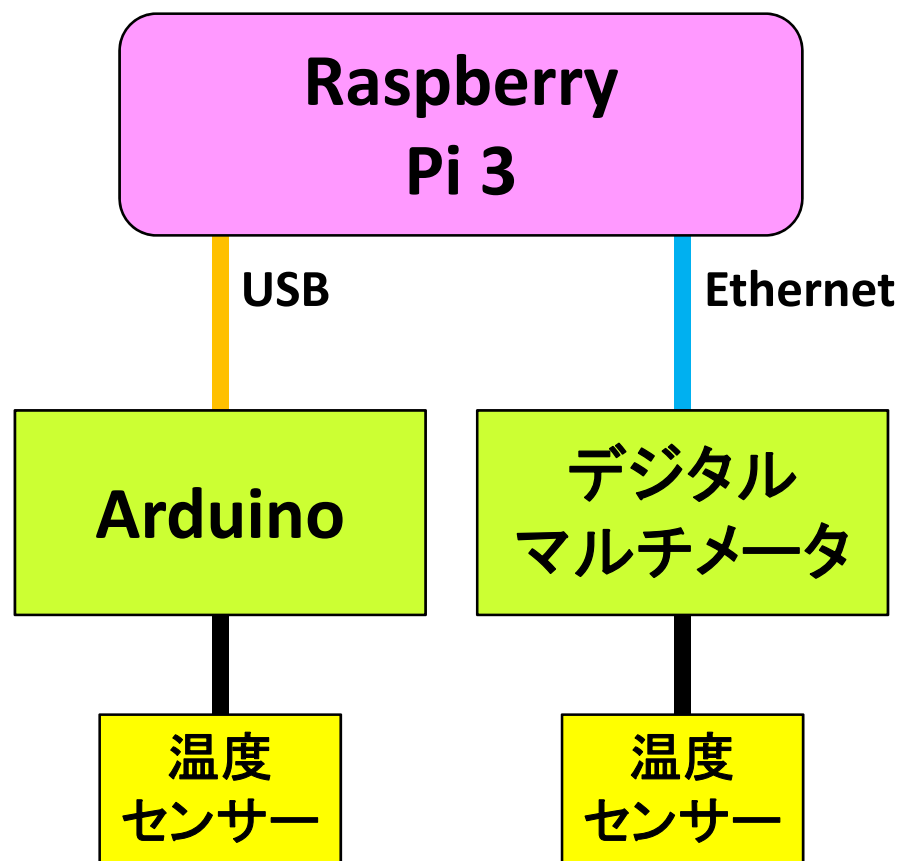 Raspberry
Pi 3
USB
Ethernet
Arduino
デジタル
マルチメータ
温度
センサー
温度
センサー